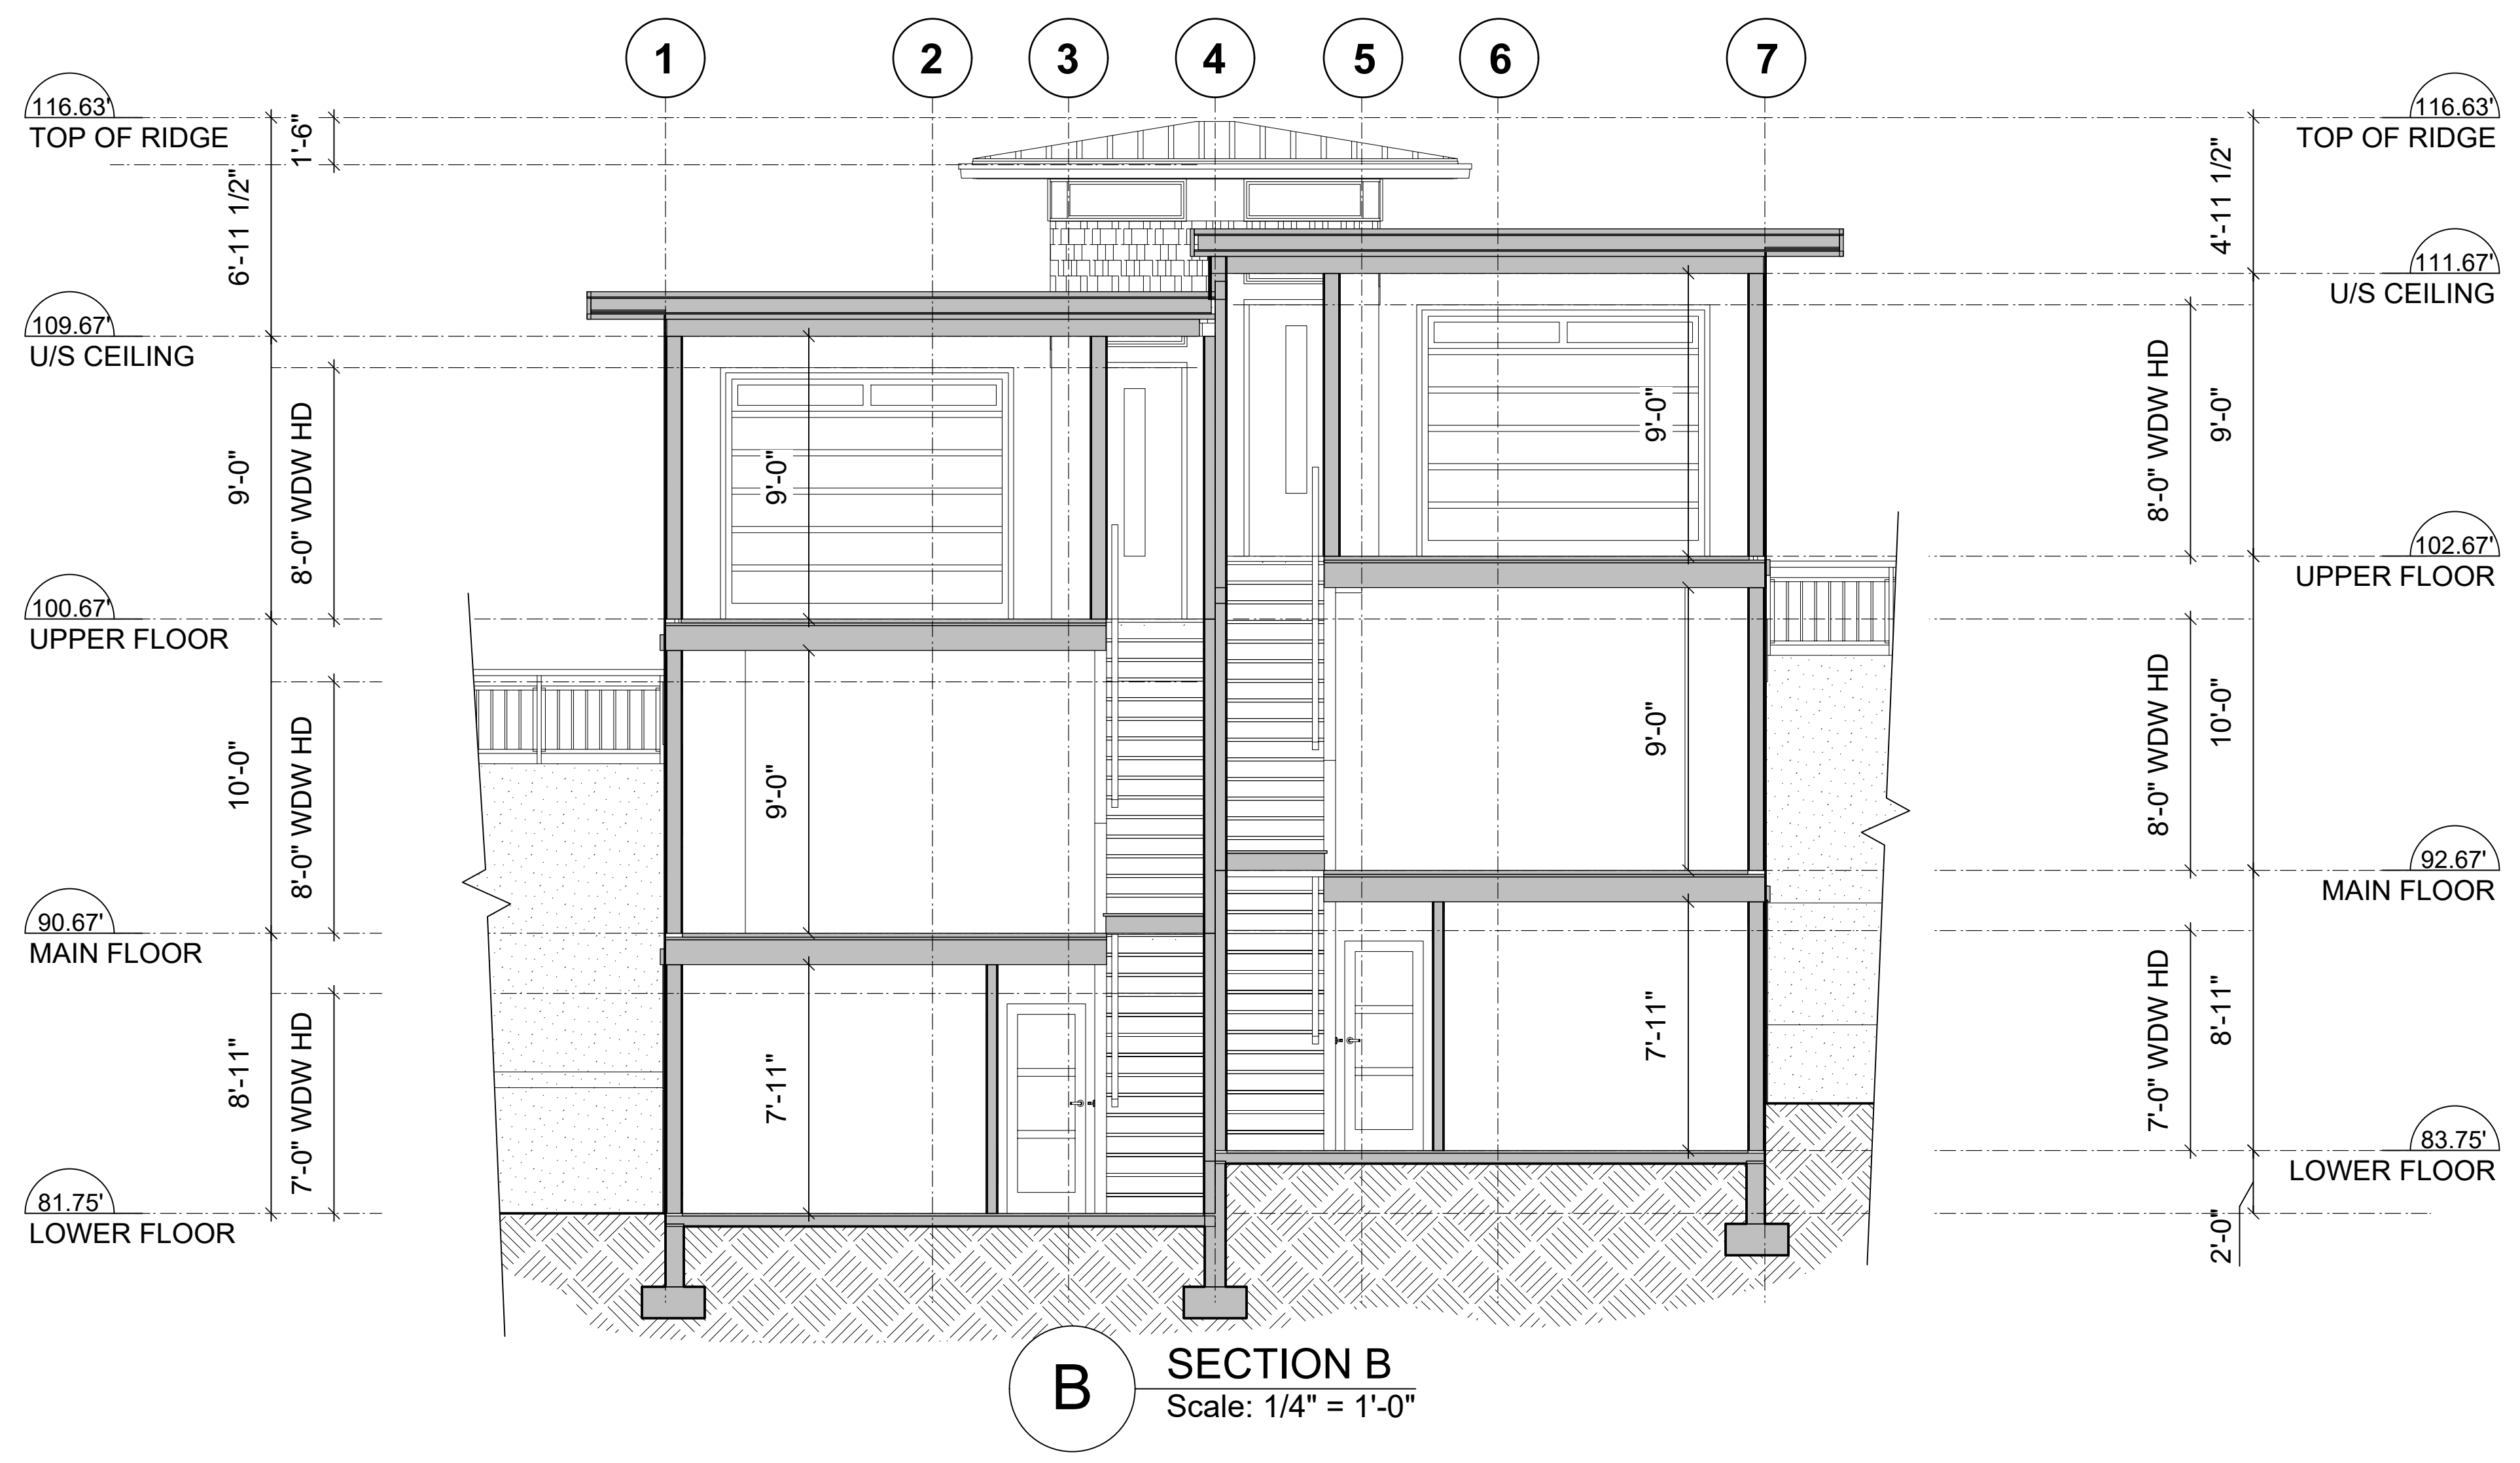 1 2 3 4 5 6 7
116.63'
TOP OF RIDGE
109.67'
U/S CEILING
100.67'
UPPER FLOOR
90.67'
MAIN FLOOR
81.75'
LOWER FLOOR
6'-11 1/2"
9'-0"
10'-0"
8'-11"
1'-6"
8'-0" WDW HD
8'-0" WDW HD
7'-0" WDW HD
9'-0"
9'-0"
7'-11"
9'-0"
9'-0"
7'-11"
8'-0" WDW HD
8'-0" WDW HD
7'-0" WDW HD
4'-11 1/2"
9'-0"
10'-0"
8'-11"
2'-0"
116.63'
TOP OF RIDGE
111.67'
U/S CEILING
102.67'
UPPER FLOOR
92.67'
MAIN FLOOR
83.75'
LOWER FLOOR
B
SECTION B
Scale: 1/4" = 1'-0"